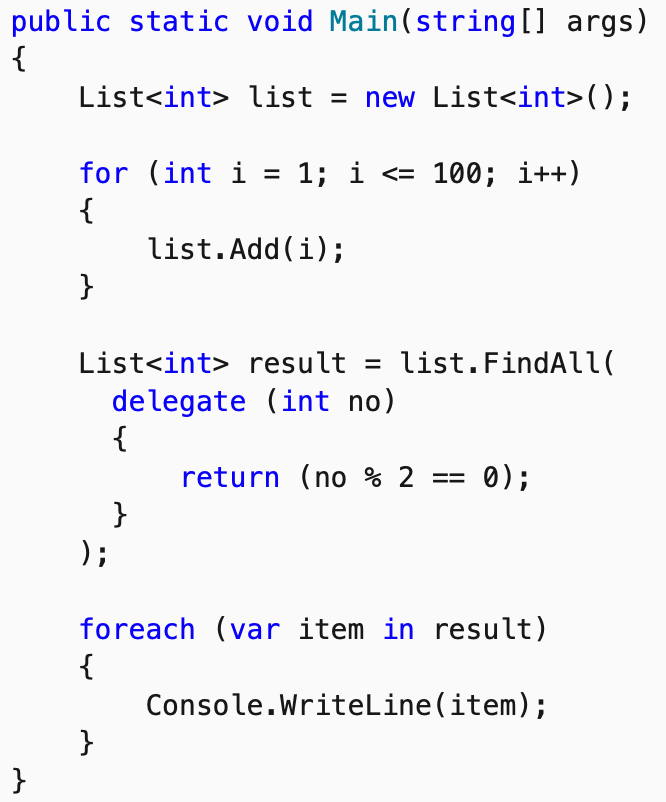 public static void Main(string[] args)
{
    List<int> list = new List<int>();

    for (int i = 1; i <= 100; i++)
    {
        list.Add(i);
    }

    List<int> result = list.FindAll(
      delegate (int no)
      {
          return (no % 2 == 0);
      }
    );

    foreach (var item in result)
    {
        Console.WriteLine(item);
    }
}